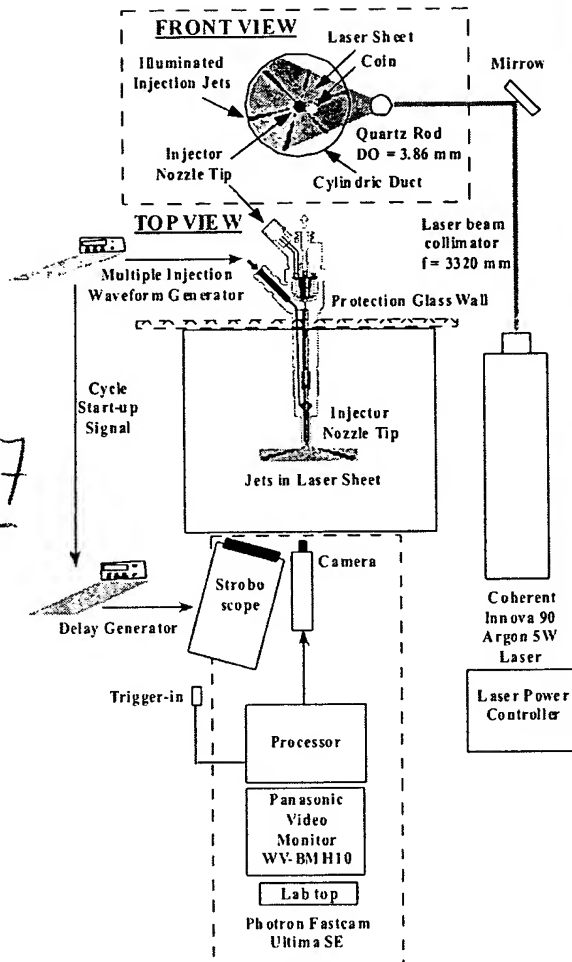 FRONT VIEW
Laser Sheet
Illuminated
Injection Jets
Coin
Mirrow
Injector
Nozzle Tip
Quartz Rod
DO = 3.86 mm
Cylindric Duct
TOP VIEW
Laser beam
collimator
f= 3320 mm
Multiple Injection
Waveform Generator
Protection Glass Wall
Cycle
Start-up
Signal
Injector
Nozzle Tip
7
Jets in Laser Sheet
Camera
Strobo
scope
Delay Generator
Coherent
Innova 90
Argon 5W
Laser
Trigger-in
Laser Power
Controller
Processor
Panasonic
Video
Monitor
WV-BMH10
Lab top
Photron Fastcam
Ultima SE